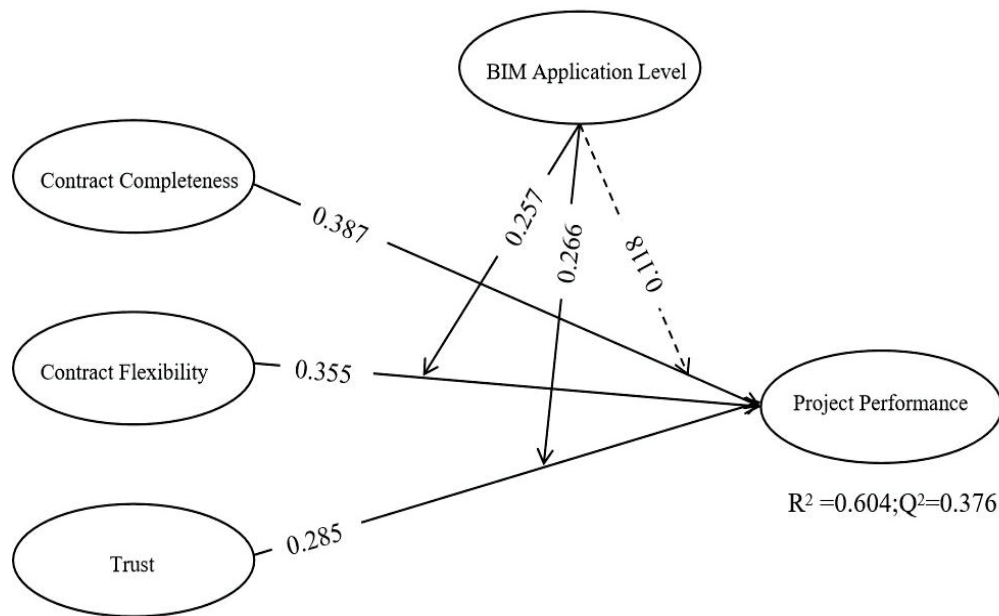 BIM Application Level
Contract Completeness
0.387
0.257
0.266
0.118
Contract Flexibility
0.355
Project Performance
R² =0.604;Q²=0.376
Trust
0.285